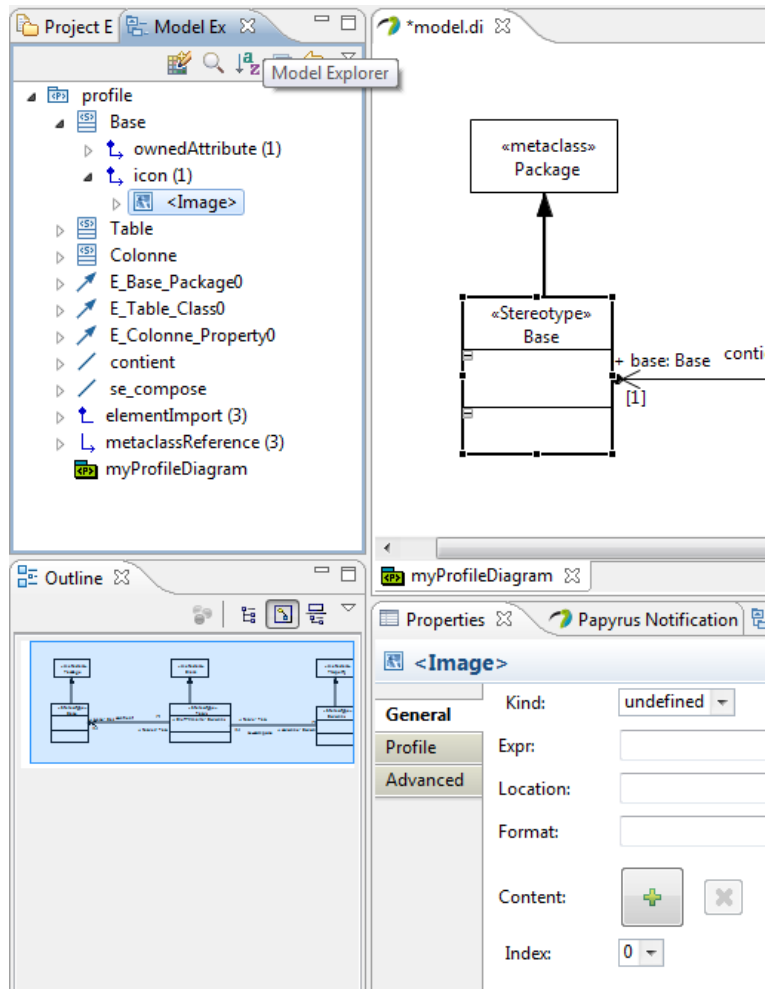 Project E
Model Ex
*model.di
Model Explorer
profile
Base
ownedAttribute (1)
icon (1)
<Image>
Table
Colonne
E_Base_Package0
E_Table_Class0
E_Colonne_Property0
contient
se_compose
elementImport (3)
metaclassReference (3)
myProfileDiagram
«metaclass»
Package
«Stereotype»
Base
+ base: Base
conti
[1]
myProfileDiagram
Outline
Properties
Papyrus Notification
<Image>
General
Profile
Advanced
Kind:
undefined
Expr:
Location:
Format:
Content:
Index:
0